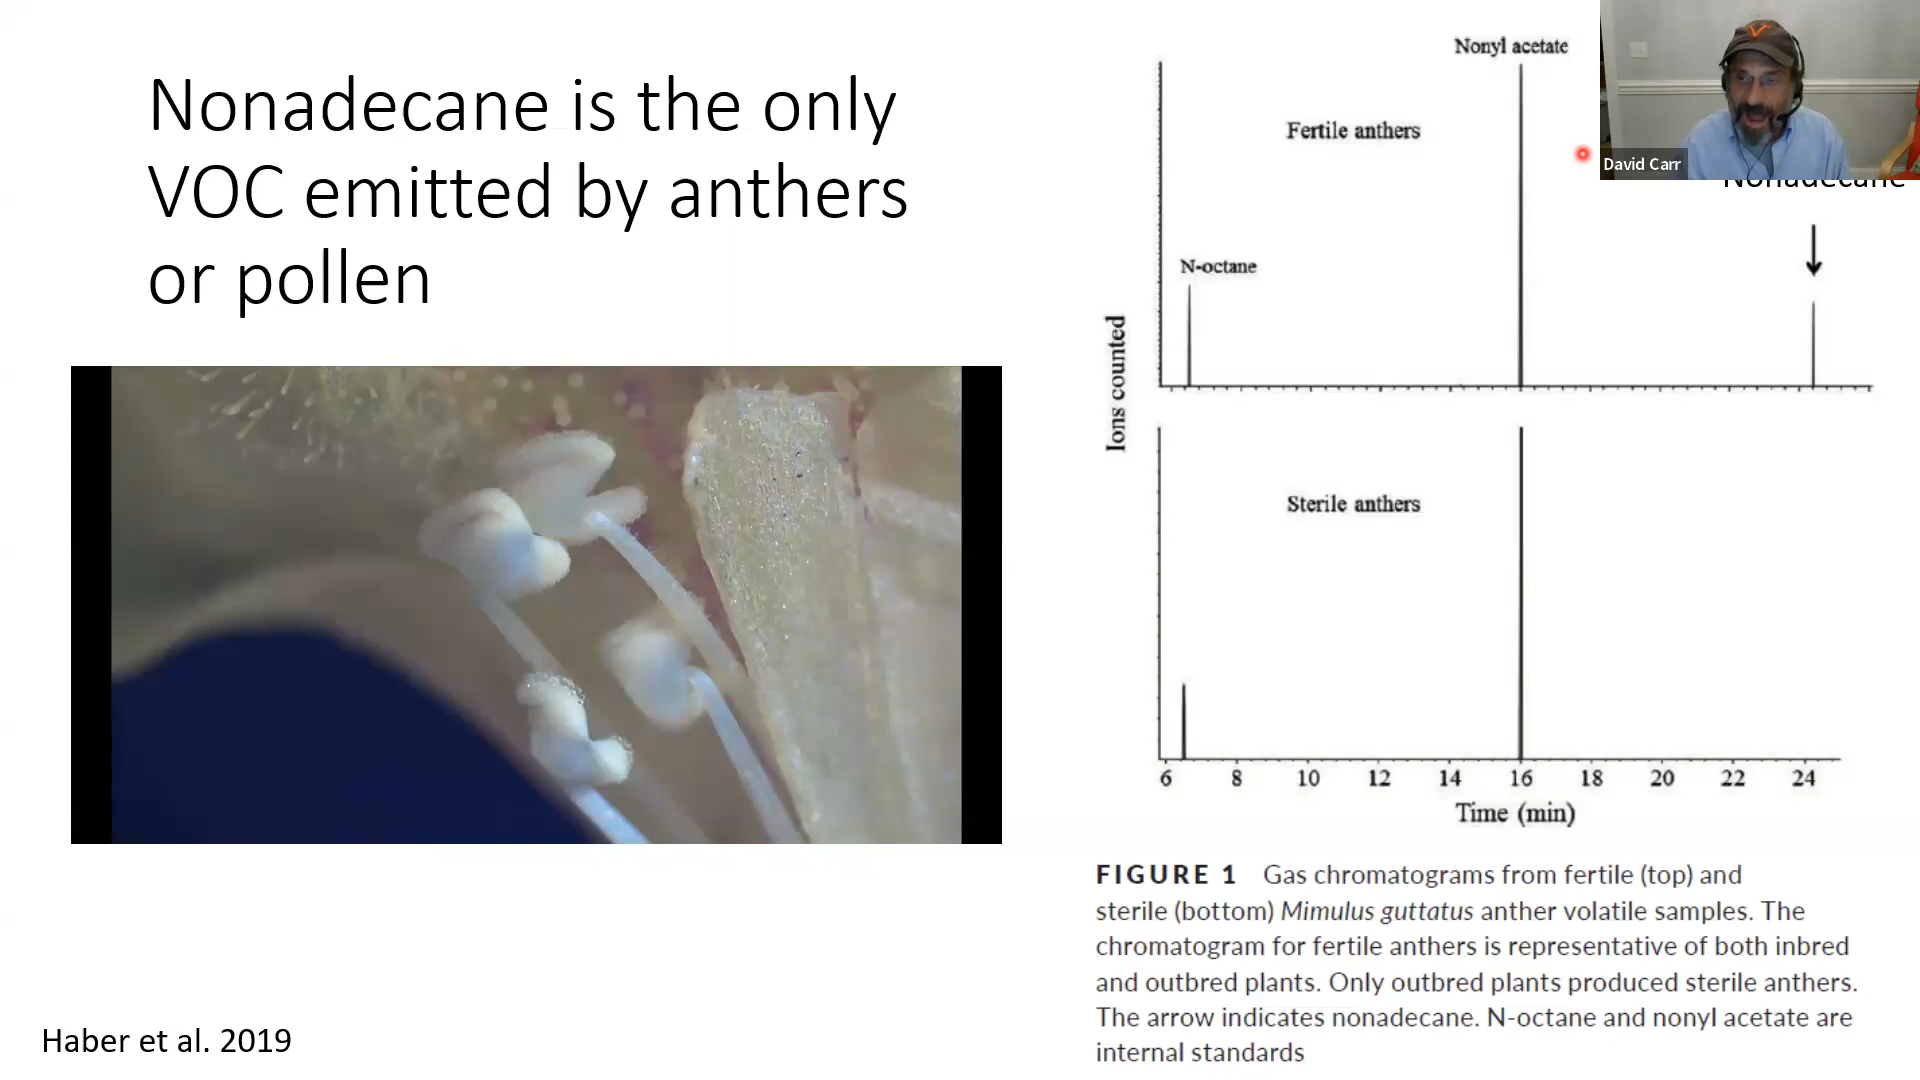 Nonadecane is the only
VOC emitted by anthers
or pollen
Haber et al. 2019
Nonyl acetate
Fertile anthers
N-octane
Nonadecane
David Carr
Ions counted
Sterile anthers
6 8 10 12 14 16 18 20 22 24
Time (min)
FIGURE 1 Gas chromatograms from fertile (top) and
sterile (bottom) Mimulus guttatus anther volatile samples. The
chromatogram for fertile anthers is representative of both inbred
and outbred plants. Only outbred plants produced sterile anthers.
The arrow indicates nonadecane. N-octane and nonyl acetate are
internal standards